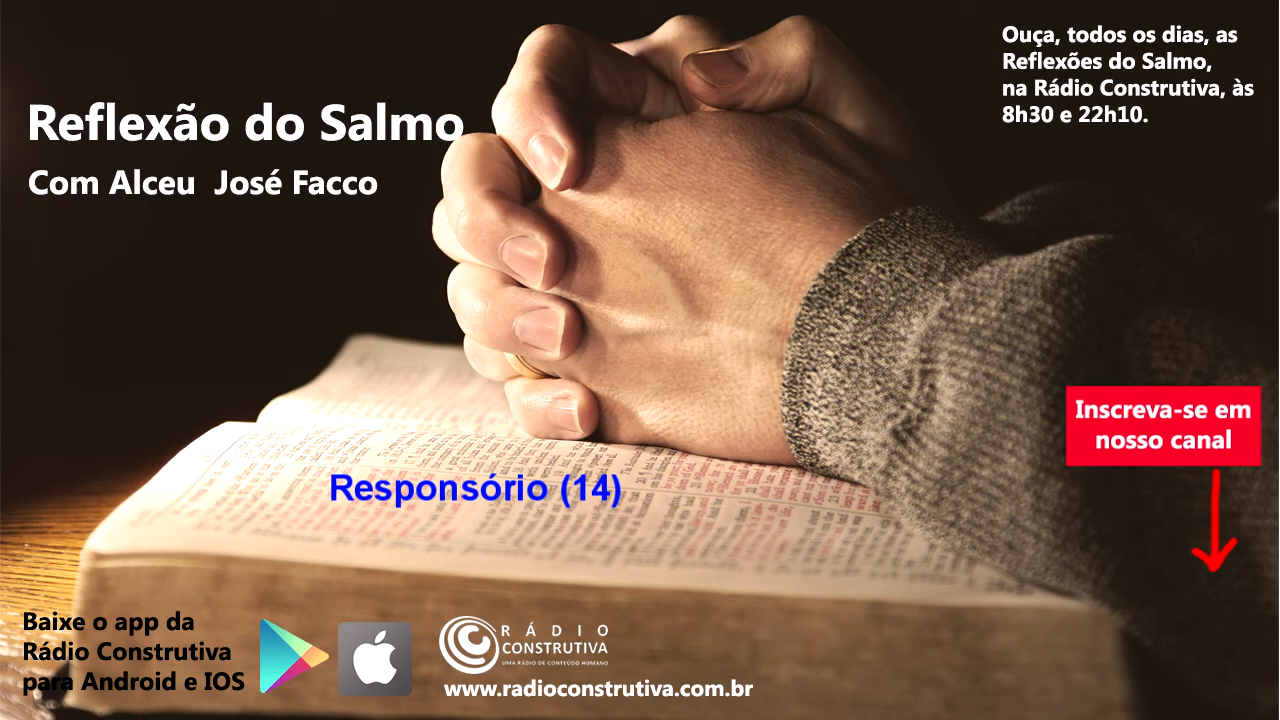 Ouça, todos os dias, as
Reflexões do Salmo,
na Rádio Construtiva, às
8h30 e 22h10.
Reflexão do Salmo
Com Alceu José Facco
Inscreva-se em
nosso canal
Responsório (14)
Baixe o app da
Rádio Construtiva
para Android e IOS
RÁDIO
CONSTRUTIVA
UMA RÁDIO DE CONTEÚDO HUMANO
www.radioconstrutiva.com.br